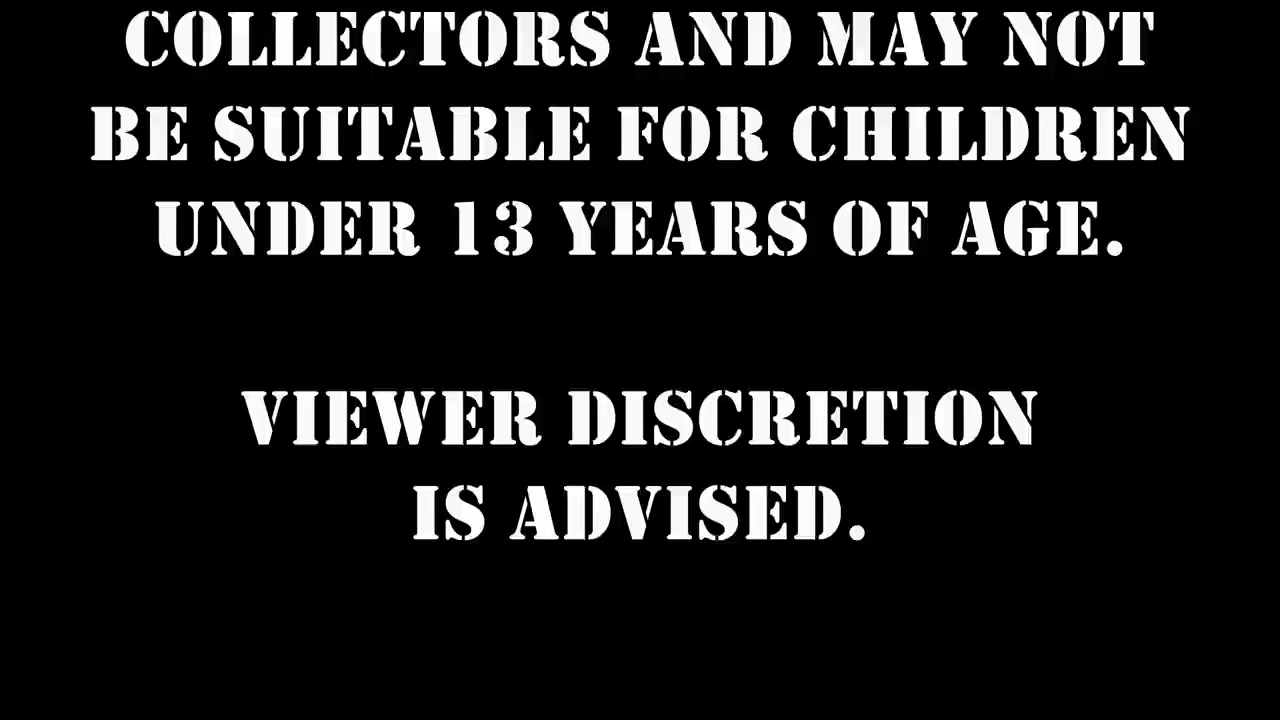 COLLECTORS AND MAY NOT
BE SUITABLE FOR CHILDREN
UNDER 13 YEARS OF AGE.
VIEWER DISCRETION
IS ADVISED.